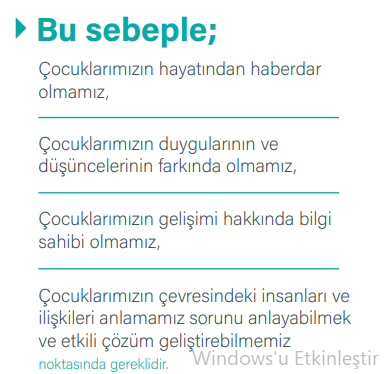 Bu sebeple;
Çocuklarımızın hayatından haberdar
olmamız,
Çocuklarımızın duygularının ve
düşüncelerinin farkında olmamız,
Çocuklarımızın gelişimi hakkında bilgi
sahibi olmamız,
Çocuklarımızın çevresindeki insanları ve
ilişkileri anlamamız sorunu anlayabilmek
ve etkili çözüm geliştirebilmemiz
noktasında gereklidir.
Windows'u Etkinleştir